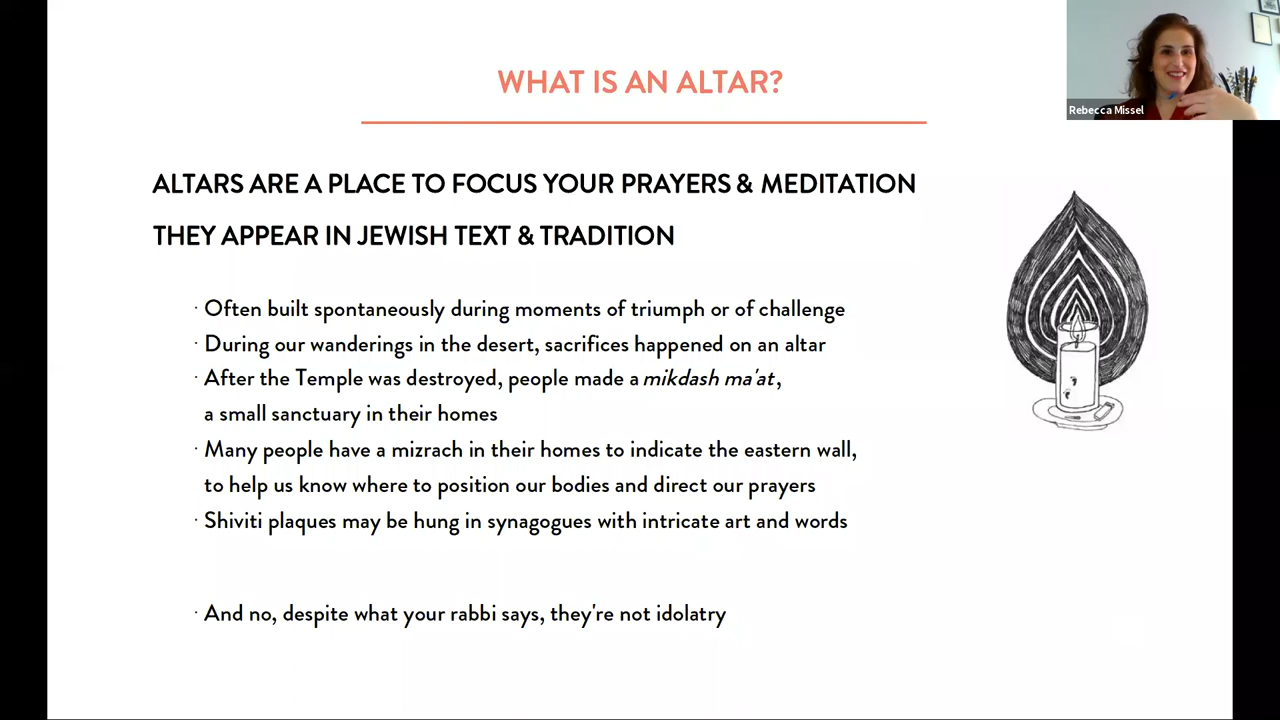 WHAT IS AN ALTAR?
Rebecca Missel
ALTARS ARE A PLACE TO FOCUS YOUR PRAYERS & MEDITATION
THEY APPEAR IN JEWISH TEXT & TRADITION
· Often built spontaneously during moments of triumph or of challenge
· During our wanderings in the desert, sacrifices happened on an altar
· After the Temple was destroyed, people made a mikdash ma'at,
a small sanctuary in their homes
· Many people have a mizrach in their homes to indicate the eastern wall,
to help us know where to position our bodies and direct our prayers
· Shiviti plaques may be hung in synagogues with intricate art and words
· And no, despite what your rabbi says, they're not idolatry